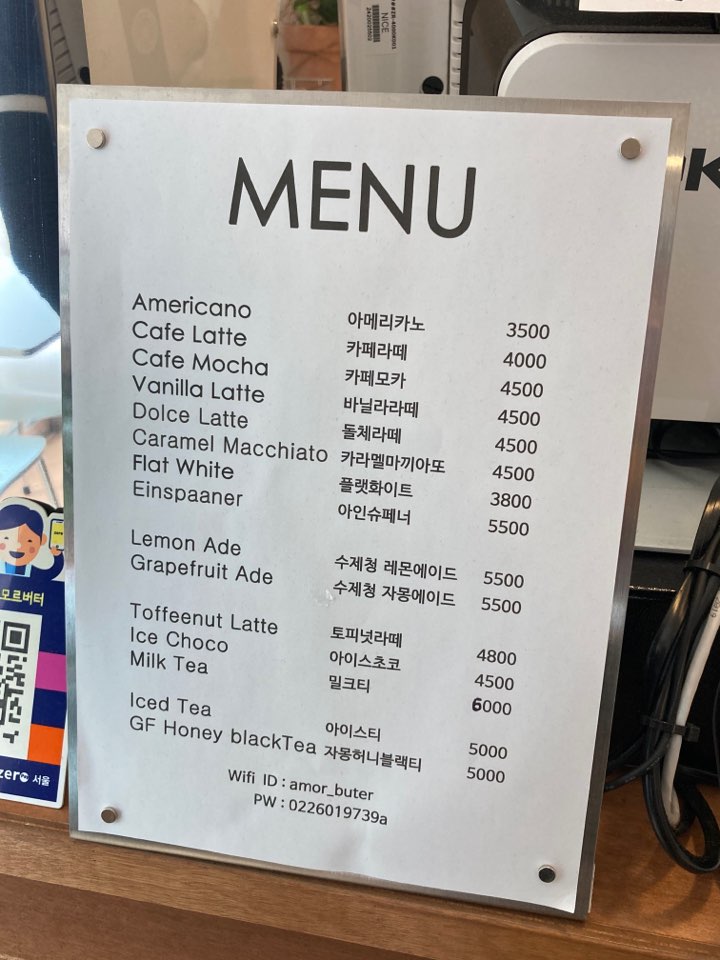 NICE
MENU
Americano 아메리카노 3500
Cafe Latte 카페라떼 4000
Cafe Mocha 카페모카 4500
Vanilla Latte 바닐라라떼 4500
Dolce Latte 돌체라떼 4500
Caramel Macchiato 카라멜마끼아또 4500
Flat White 플랫화이트 3800
Einspaaner 아인슈페너 5500
Lemon Ade 수제청 레몬에이드 5500
Grapefruit Ade 수제청 자몽에이드 5500
Toffeenut Latte 토피넛라떼 4800
Ice Choco 아이스초코 4500
Milk Tea 밀크티 6000
Iced Tea 아이스티 5000
GF Honey blackTea 자몽허니블랙티 5000
Wifi ID : amor_buter
PW : 0226019739a
모르버터
zero 서울